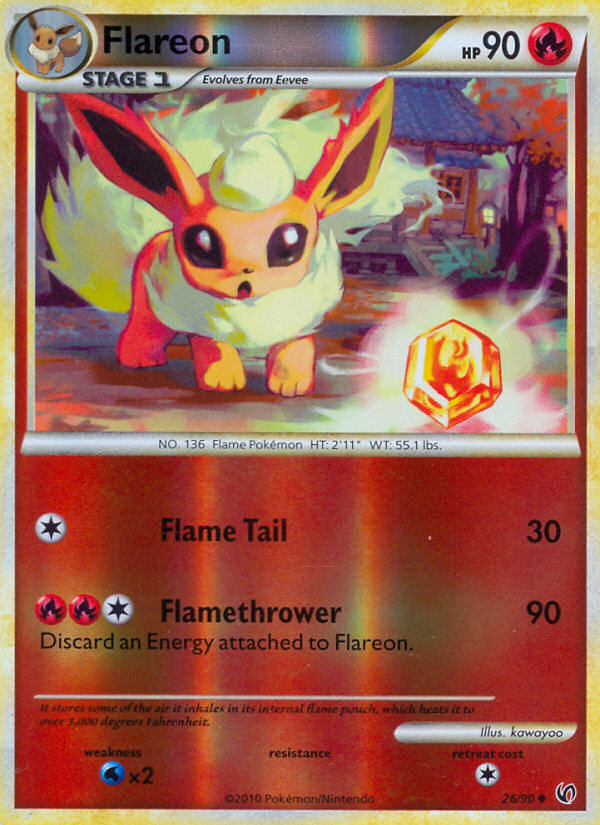 Flareon
HP 90
STAGE 1
Evolves from Eevee
NO. 136 Flame Pokémon HT: 2'11" WT: 55.1 lbs.
Flame Tail 30
Flamethrower 90
Discard an Energy attached to Flareon.
It stores some of the air it inhales in its internal flame pouch, which heats it to
over 3,000 degrees Fahrenheit.
Illus. kawayoo
weakness resistance retreat cost
×2
©2010 Pokémon/Nintendo 26/90